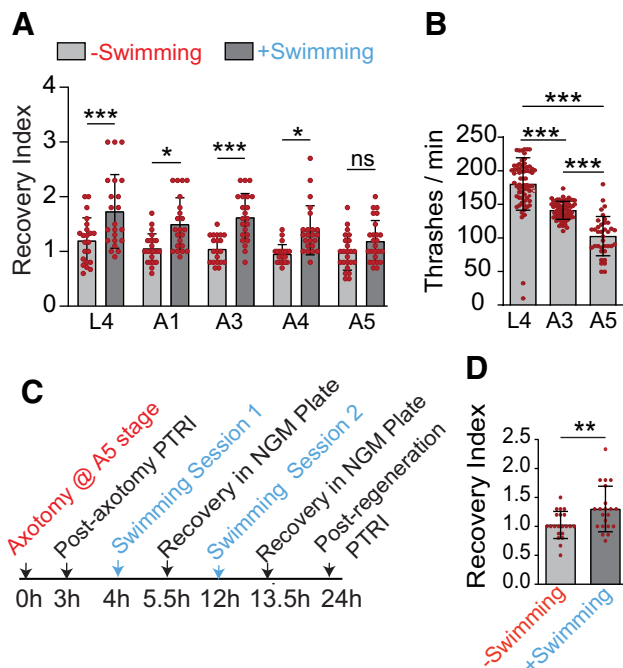 A
-Swimming
+Swimming
Recovery Index
4
3
2
1
0
***
*
***
*
ns
L4
A1
A3
A4
A5
B
Thrashes / min
250
200
150
100
50
0
***
***
***
L4
A3
A5
C
Axotomy @ A5 stage
Post-axotomy PTRI
Swimming Session 1
Recovery in NGM Plate
Swimming Session 2
Recovery in NGM Plate
Post-regeneration
PTRI
0h
3h
4h
5.5h
12h
13.5h
24h
D
Recovery Index
2.5
2.0
1.5
1.0
0.5
0.0
**
-Swimming
+Swimming